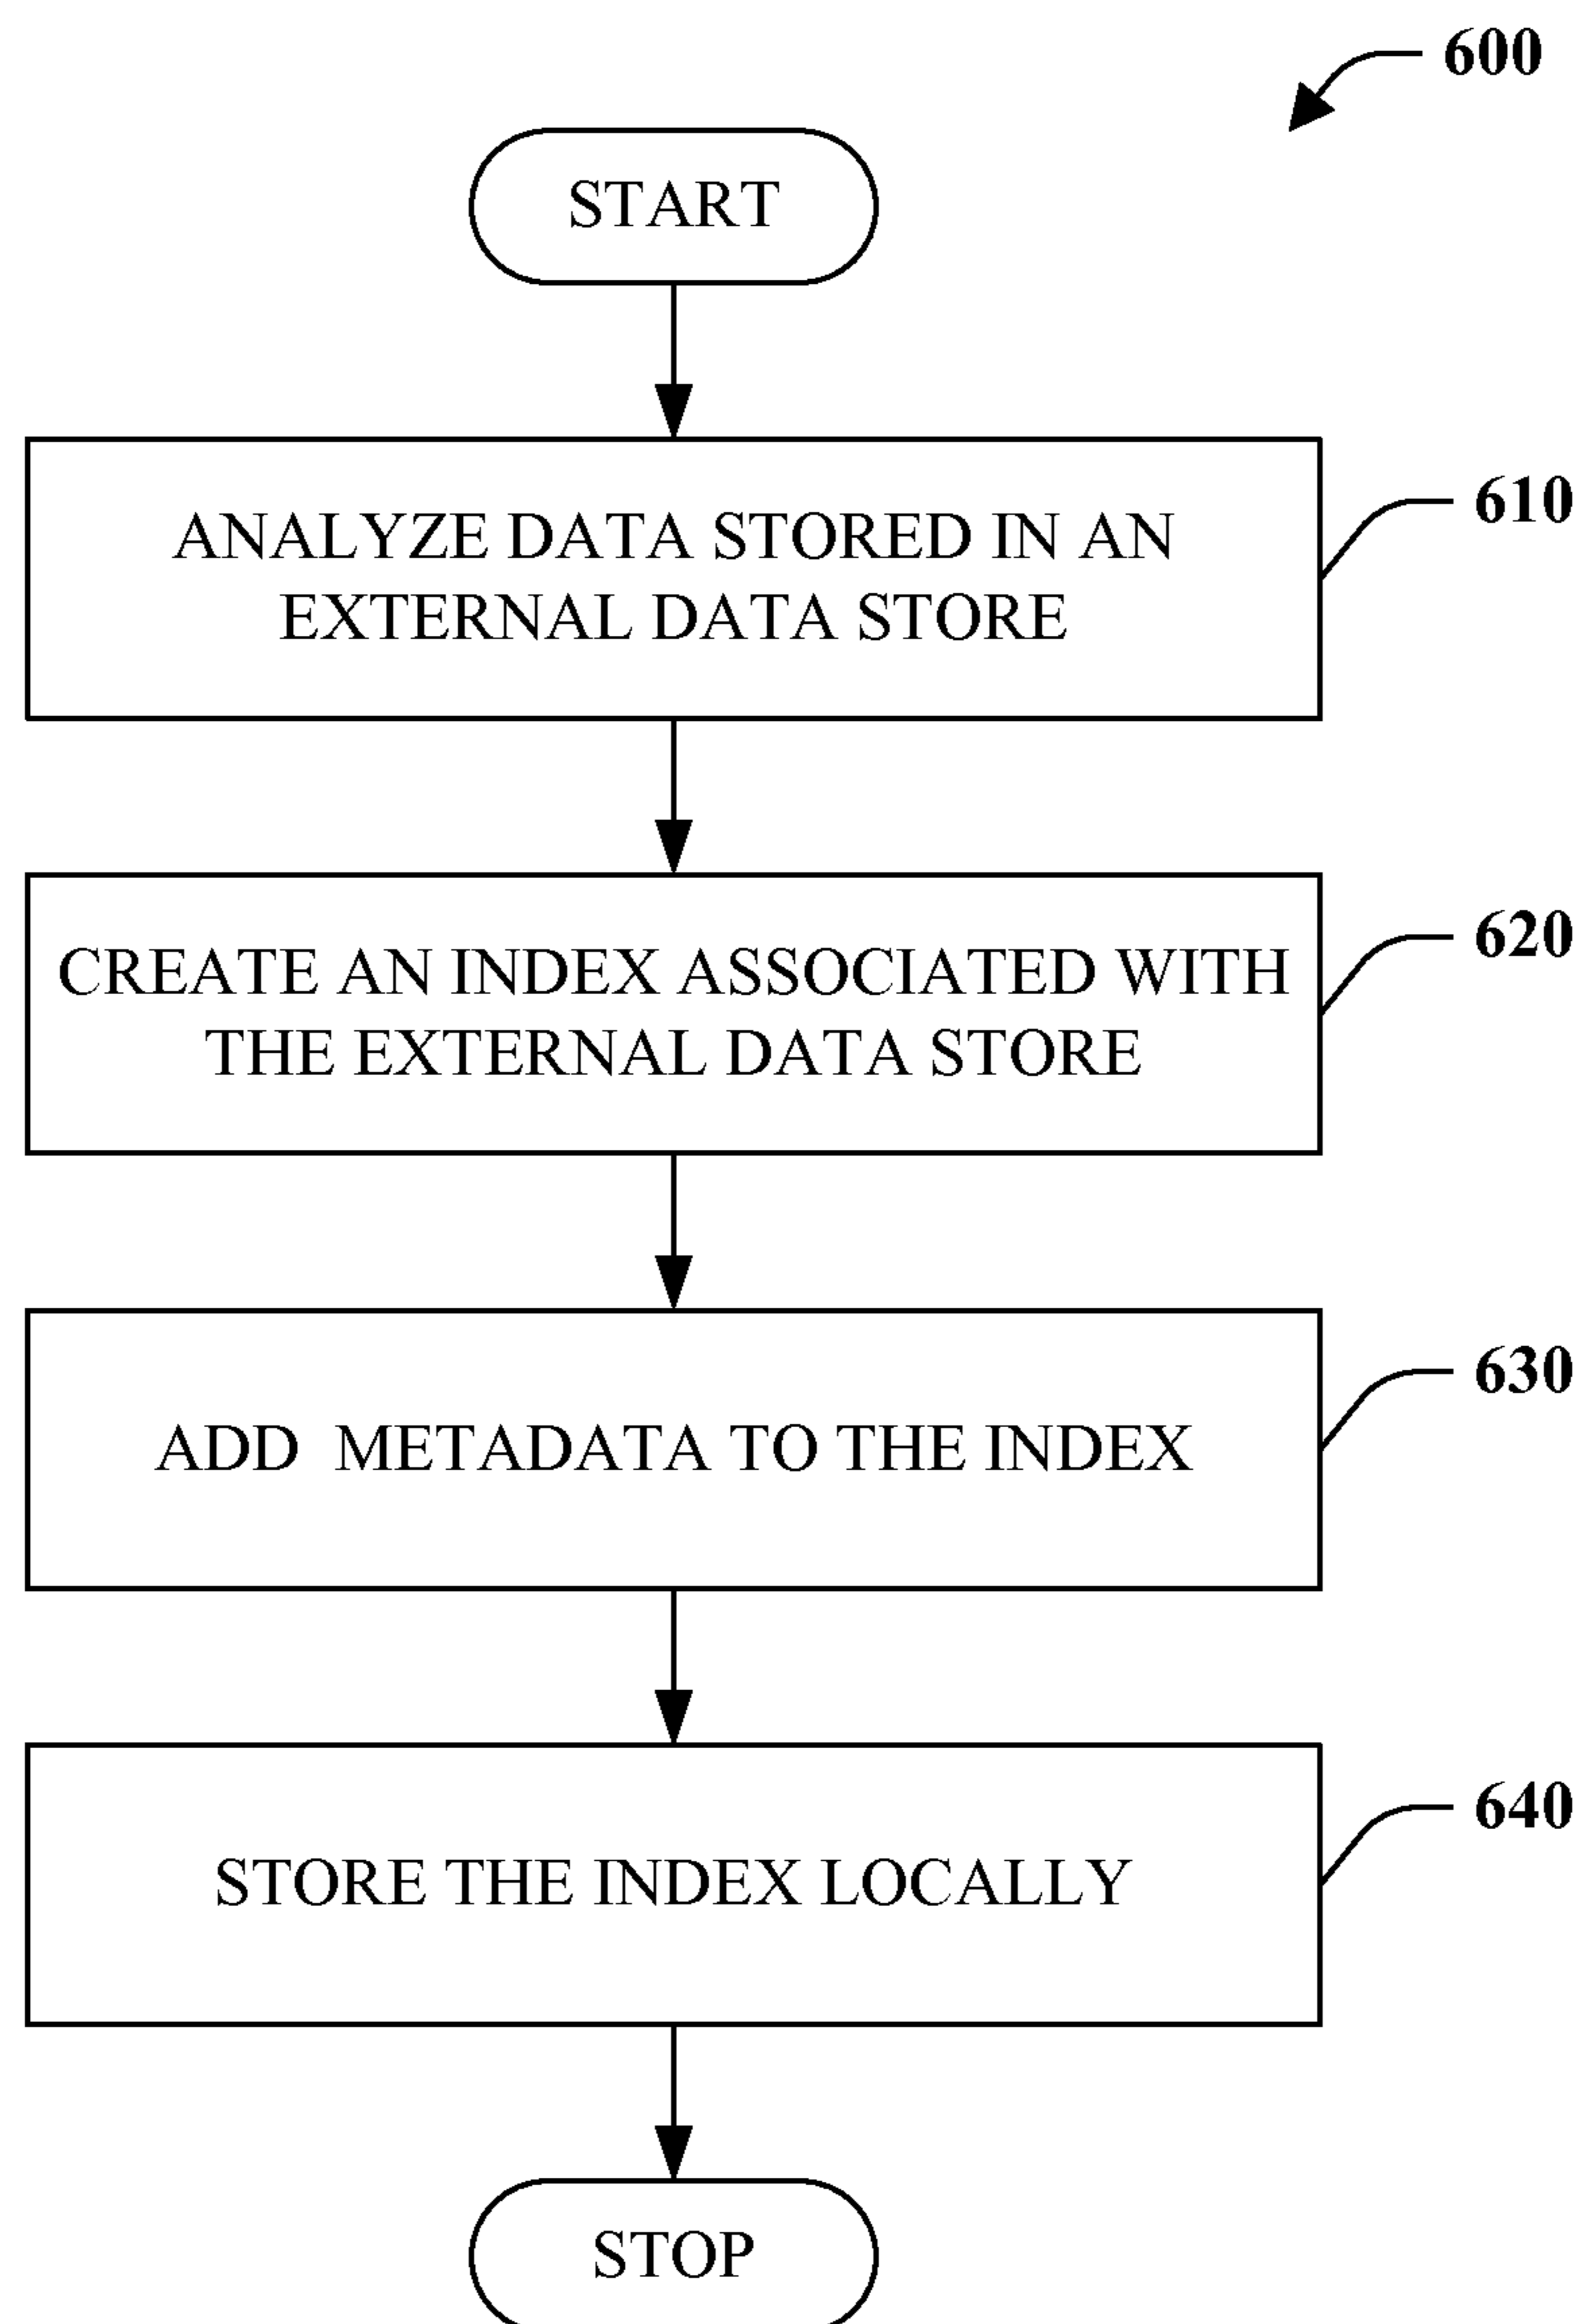 600
START
ANALYZE DATA STORED IN AN
EXTERNAL DATA STORE
610
CREATE AN INDEX ASSOCIATED WITH
THE EXTERNAL DATA STORE
620
ADD METADATA TO THE INDEX
630
STORE THE INDEX LOCALLY
640
STOP